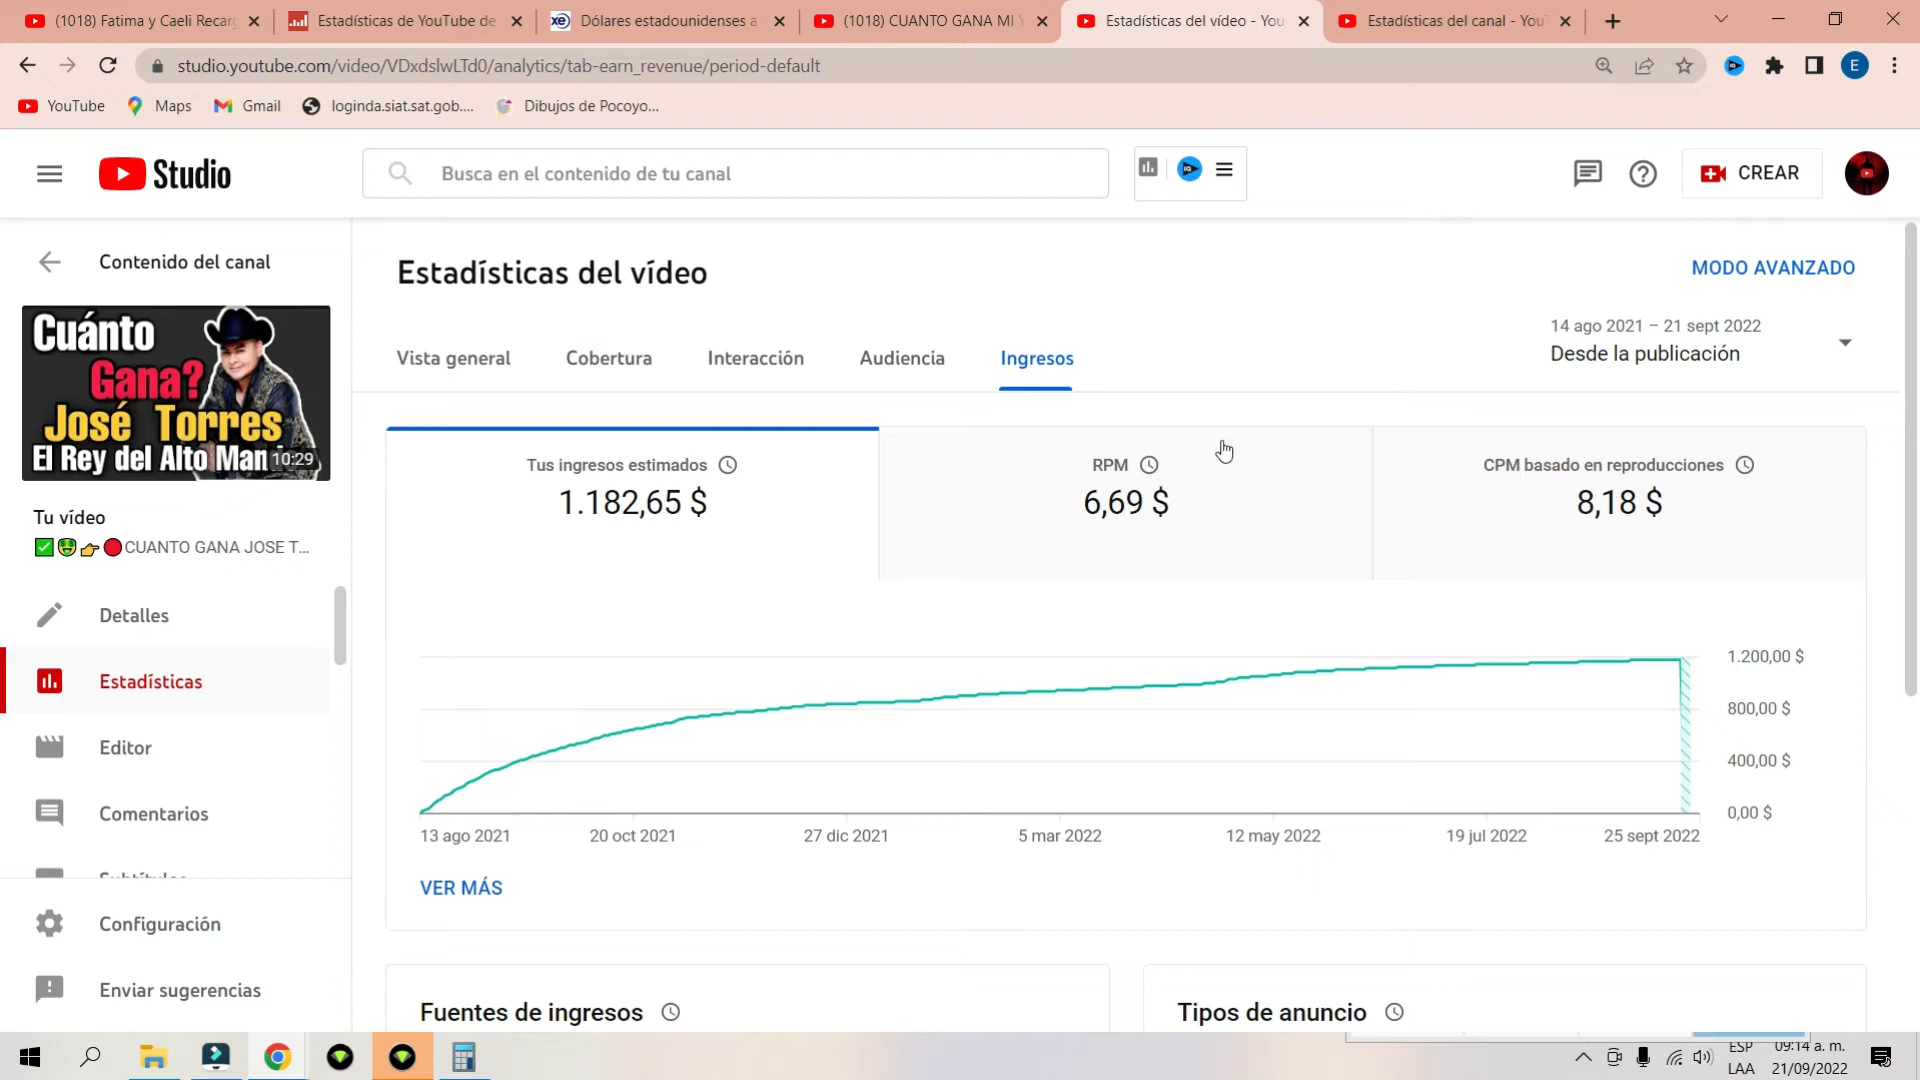 (1018) Fatima y Caeli Recarg
Estadísticas de YouTube de
Dólares estadounidenses a
(1018) CUANTO GANA MI Y
Estadísticas del vídeo - You
Estadísticas del canal - YouT
studio.youtube.com/video/VDxdslwLTd0/analytics/tab-earn_revenue/period-default
E
YouTube
Maps
Gmail
loginda.siat.sat.gob....
Dibujos de Pocoyo...
Studio
Busca en el contenido de tu canal
CREAR
Contenido del canal
Cuánto
Gana?
José Torres
El Rey del Alto Man
10:29
Tu vídeo
CUANTO GANA JOSE T...
Detalles
Estadísticas
Editor
Comentarios
Subtítulos
Configuración
Enviar sugerencias
Estadísticas del vídeo
MODO AVANZADO
14 ago 2021 – 21 sept 2022
Desde la publicación
Vista general
Cobertura
Interacción
Audiencia
Ingresos
Tus ingresos estimados
1.182,65 $
RPM
6,69 $
CPM basado en reproducciones
8,18 $
1.200,00 $
800,00 $
400,00 $
0,00 $
13 ago 2021
20 oct 2021
27 dic 2021
5 mar 2022
12 may 2022
19 jul 2022
25 sept 2022
VER MÁS
Fuentes de ingresos
Tipos de anuncio
ESP
LAA
09:14 a. m.
21/09/2022